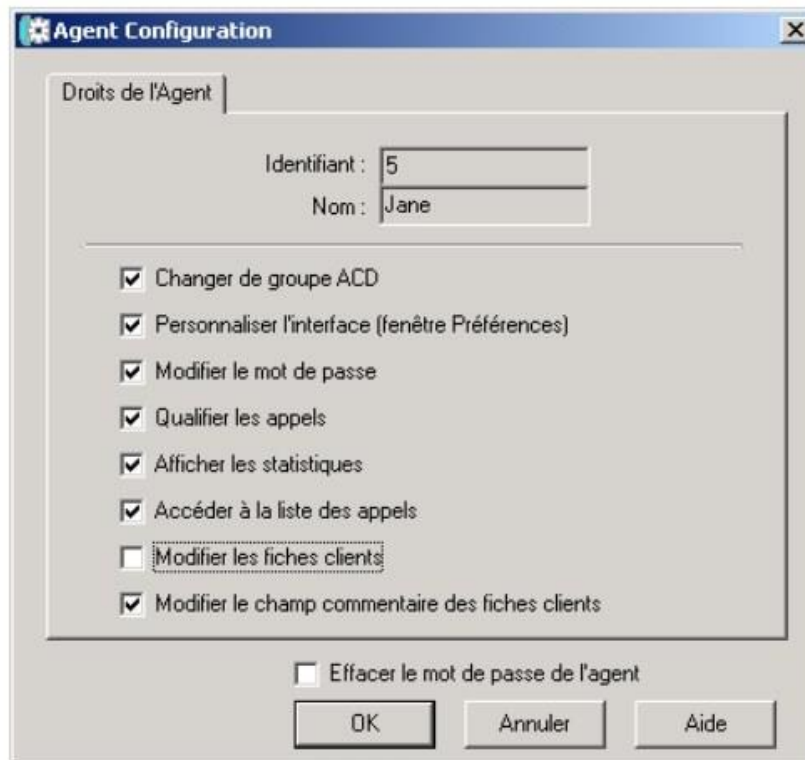 Agent Configuration
Droits de l'Agent
Identifiant : 5
Nom : Jane
Changer de groupe ACD
Personnaliser l'interface (fenêtre Préférences)
Modifier le mot de passe
Qualifier les appels
Afficher les statistiques
Accéder à la liste des appels
Modifier les fiches clients
Modifier le champ commentaire des fiches clients
Effacer le mot de passe de l'agent
OK Annuler Aide